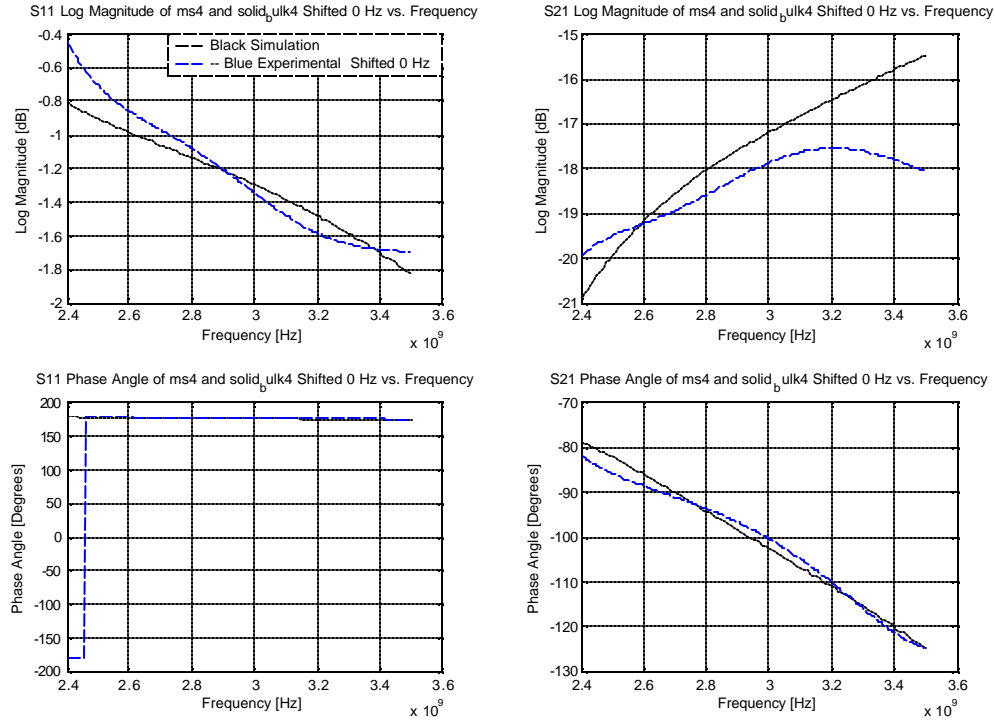 S11 Log Magnitude of ms4 and solid_bulk4 Shifted 0 Hz vs. Frequency
-0.4
-0.6
-0.8
-1
-1.2
-1.4
-1.6
-1.8
-2
Log Magnitude [dB]
Black Simulation
-- Blue Experimental Shifted 0 Hz
2.4 2.6 2.8 3 3.2 3.4 3.6
Frequency [Hz]
x 10^9
S21 Log Magnitude of ms4 and solid_bulk4 Shifted 0 Hz vs. Frequency
-15
-16
-17
-18
-19
-20
-21
Log Magnitude [dB]
2.4 2.6 2.8 3 3.2 3.4 3.6
Frequency [Hz]
x 10^9
S11 Phase Angle of ms4 and solid_bulk4 Shifted 0 Hz vs. Frequency
200
150
100
50
0
-50
-100
-150
-200
Phase Angle [Degrees]
2.4 2.6 2.8 3 3.2 3.4 3.6
Frequency [Hz]
x 10^9
S21 Phase Angle of ms4 and solid_bulk4 Shifted 0 Hz vs. Frequency
-70
-80
-90
-100
-110
-120
-130
Phase Angle [Degrees]
2.4 2.6 2.8 3 3.2 3.4 3.6
Frequency [Hz]
x 10^9